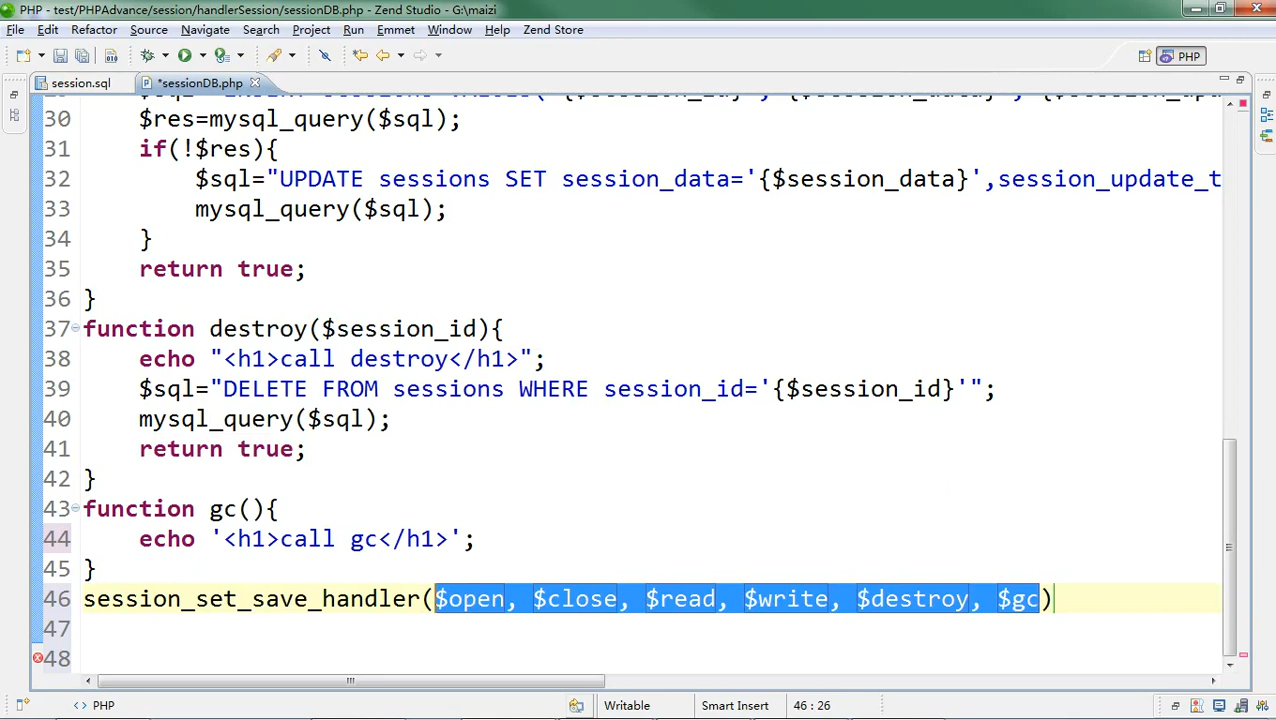 PHP - test/PHPAdvance/session/handlerSession/sessionDB.php - Zend Studio - G:\maizi
File Edit Refactor Source Navigate Search Project Run Emmet Window Help Zend Store
PHP
session.sql *sessionDB.php
30 $res=mysql_query($sql);
31 if(!$res){
32 $sql="UPDATE sessions SET session_data='{$session_data}',session_update_t
33 mysql_query($sql);
34 }
35 return true;
36 }
37 function destroy($session_id){
38 echo "<h1>call destroy</h1>";
39 $sql="DELETE FROM sessions WHERE session_id='{$session_id}'";
40 mysql_query($sql);
41 return true;
42 }
43 function gc(){
44 echo '<h1>call gc</h1>';
45 }
46 session_set_save_handler($open, $close, $read, $write, $destroy, $gc)
47
48
<> PHP Writable Smart Insert 46 : 26